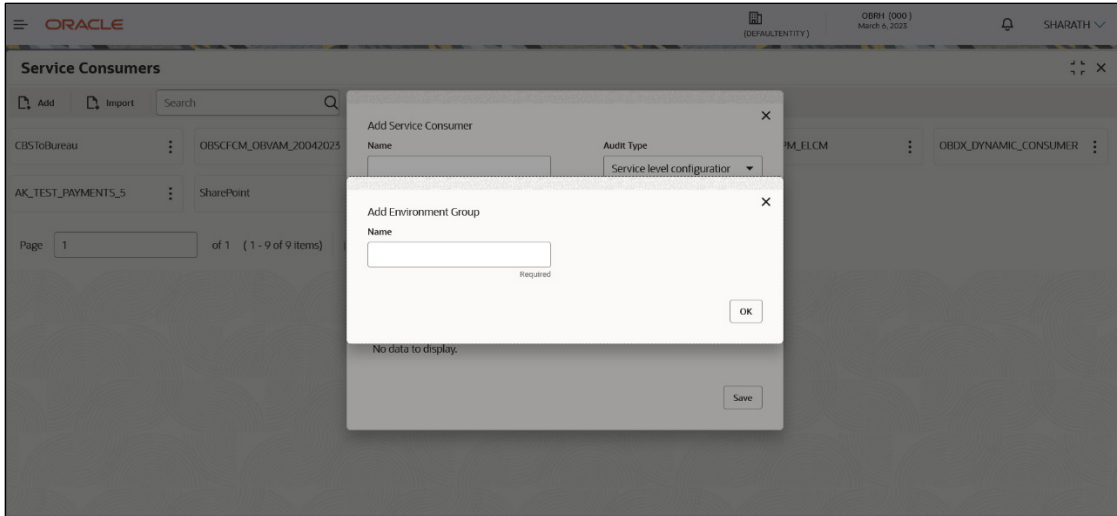 ORACLE
(DEFAULTENTITY)
OBRH (000)
March 6, 2023
SHARATH
Service Consumers
Add
Import
Search
Add Service Consumer
Name
Audit Type
CBSToBureau
OBSCFCM_OBVAM_20042023
PM_ELCM
OBDX_DYNAMIC_CONSUMER
Service level configuration
AK_TEST_PAYMENTS_5
SharePoint
Add Environment Group
Name
Page 1 of 1 (1 - 9 of 9 items)
Required
OK
No data to display.
Save